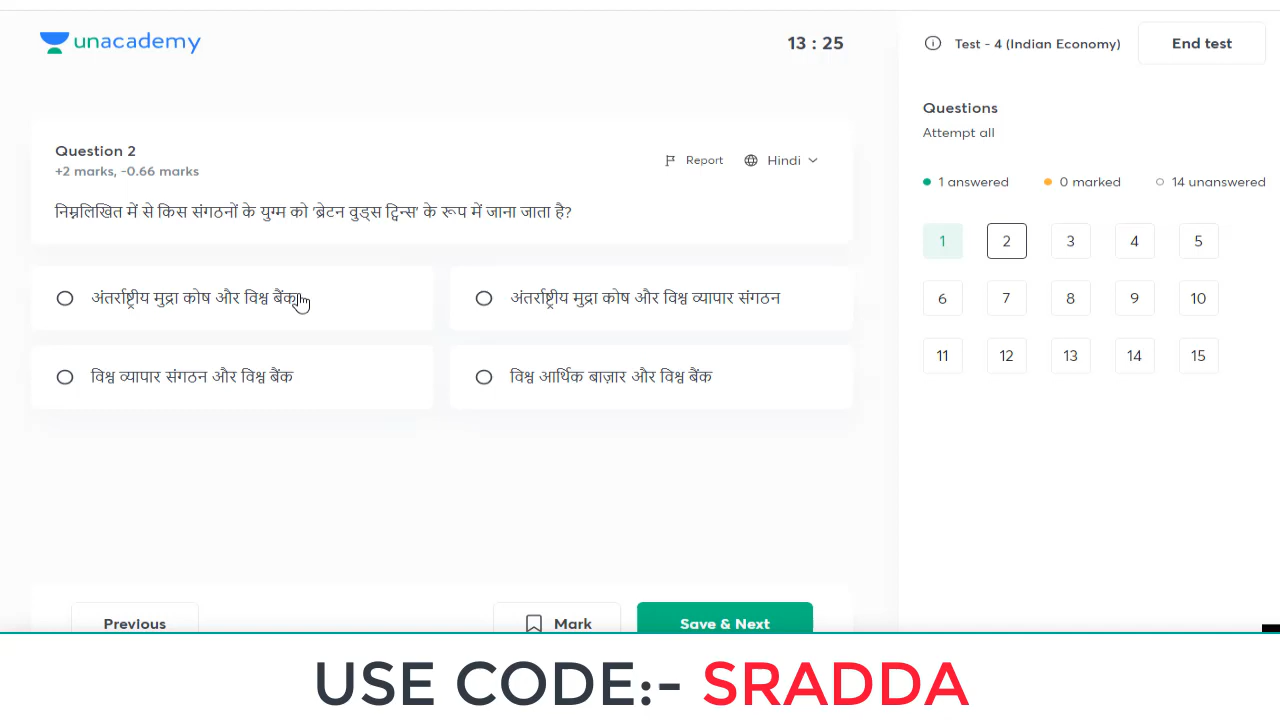 unacademy
13 : 25
Test - 4 (Indian Economy)
End test
Question 2
+2 marks, -0.66 marks
Report
Hindi
निम्नलिखित में से किस संगठनों के युग्म को 'ब्रेटन वुड्स ट्विन्स' के रूप में जाना जाता है?
अंतर्राष्ट्रीय मुद्रा कोष और विश्व बैंक
अंतर्राष्ट्रीय मुद्रा कोष और विश्व व्यापार संगठन
विश्व व्यापार संगठन और विश्व बैंक
विश्व आर्थिक बाज़ार और विश्व बैंक
Previous
Mark
Save & Next
Questions
Attempt all
1 answered
0 marked
14 unanswered
1 2 3 4 5
6 7 8 9 10
11 12 13 14 15
USE CODE:- SRADDA